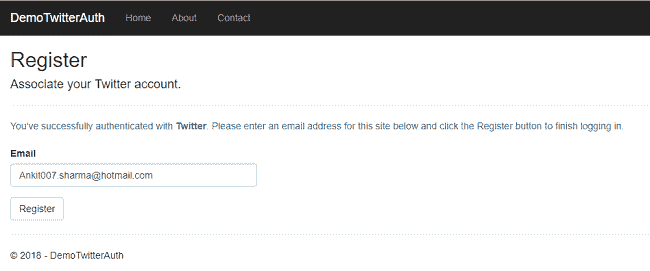 DemoTwitterAuth Home About Contact
Register
Associate your Twitter account.
You've successfully authenticated with Twitter. Please enter an email address for this site below and click the Register button to finish logging in.
Email
Ankit007.sharma@hotmail.com
Register
© 2018 - DemoTwitterAuth